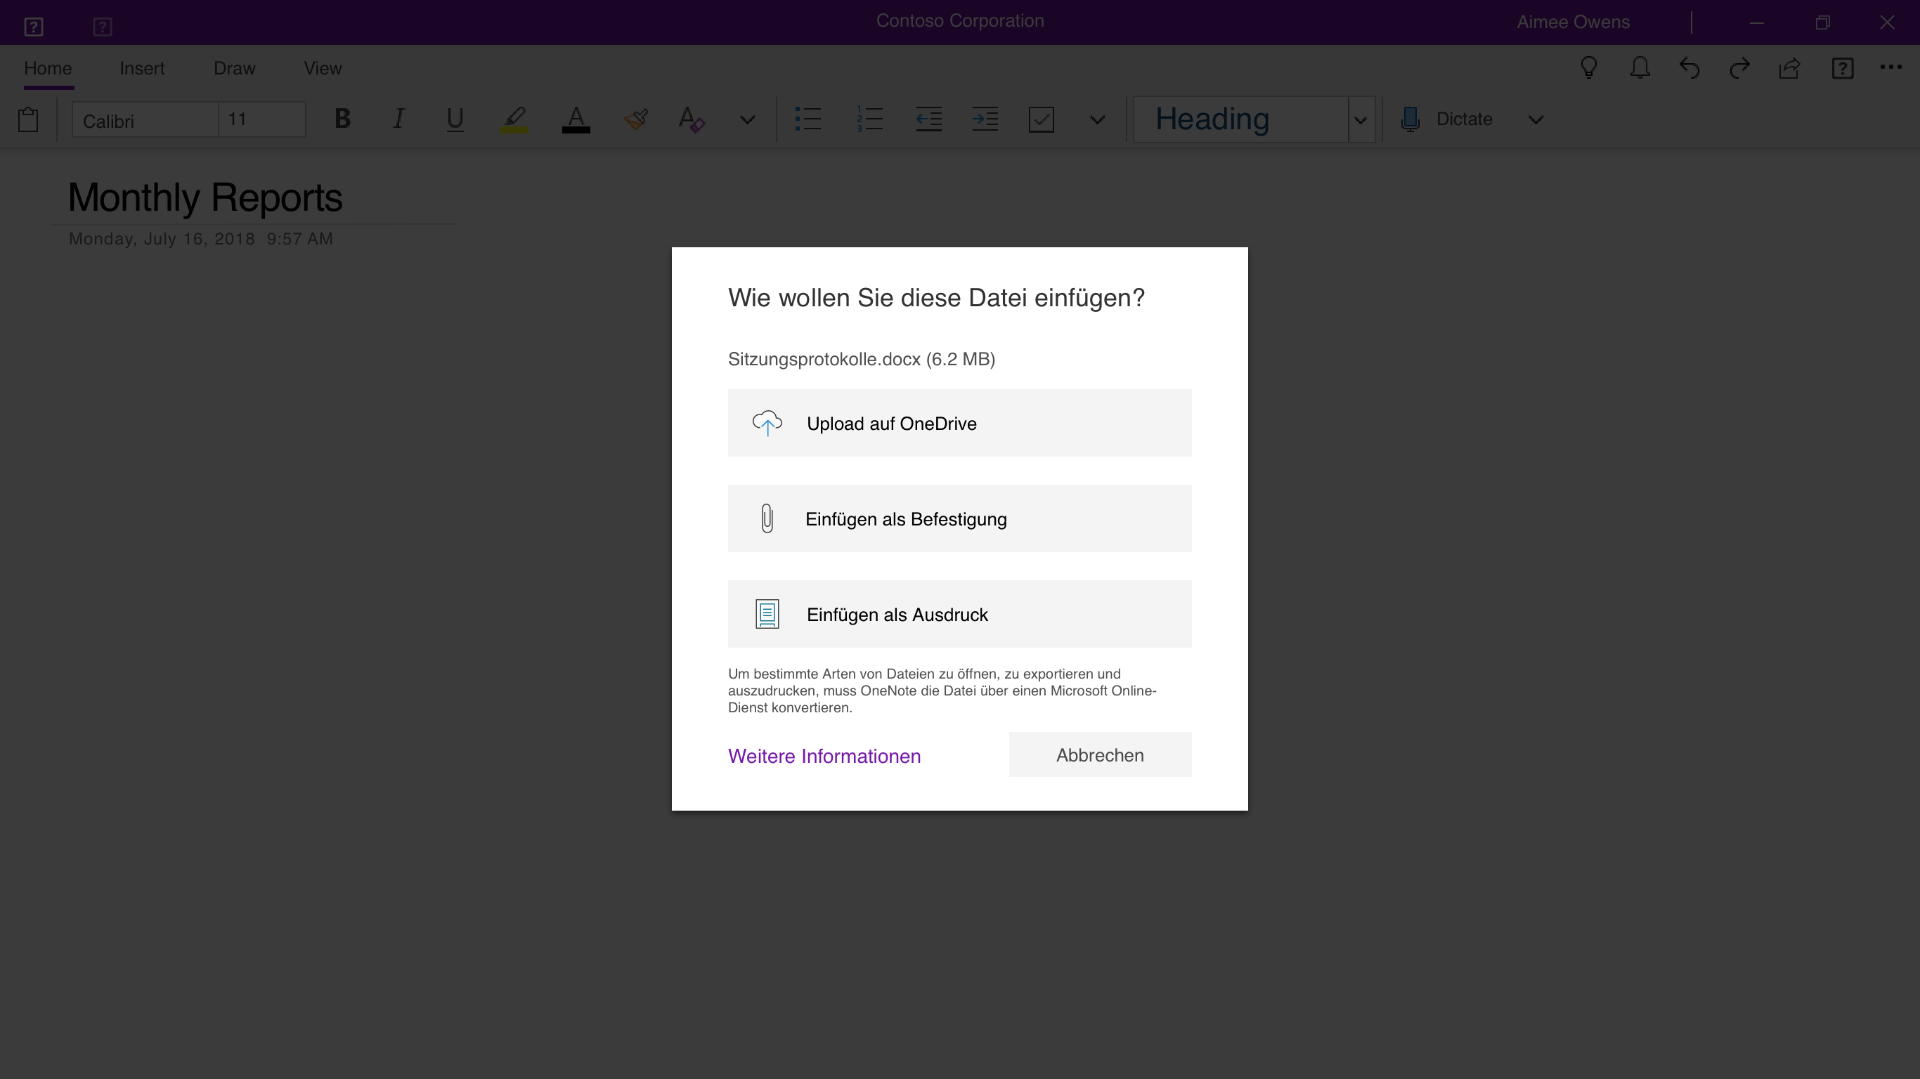 Contoso Corporation
Aimee Owens
Home Insert Draw View
Calibri 11 B I U A A 1 2 3 Heading Dictate
Monthly Reports
Monday, July 16, 2018 9:57 AM
Wie wollen Sie diese Datei einfügen?
Sitzungsprotokolle.docx (6.2 MB)
Upload auf OneDrive
Einfügen als Befestigung
Einfügen als Ausdruck
Um bestimmte Arten von Dateien zu öffnen, zu exportieren und
auszudrucken, muss OneNote die Datei über einen Microsoft Online-
Dienst konvertieren.
Weitere Informationen
Abbrechen